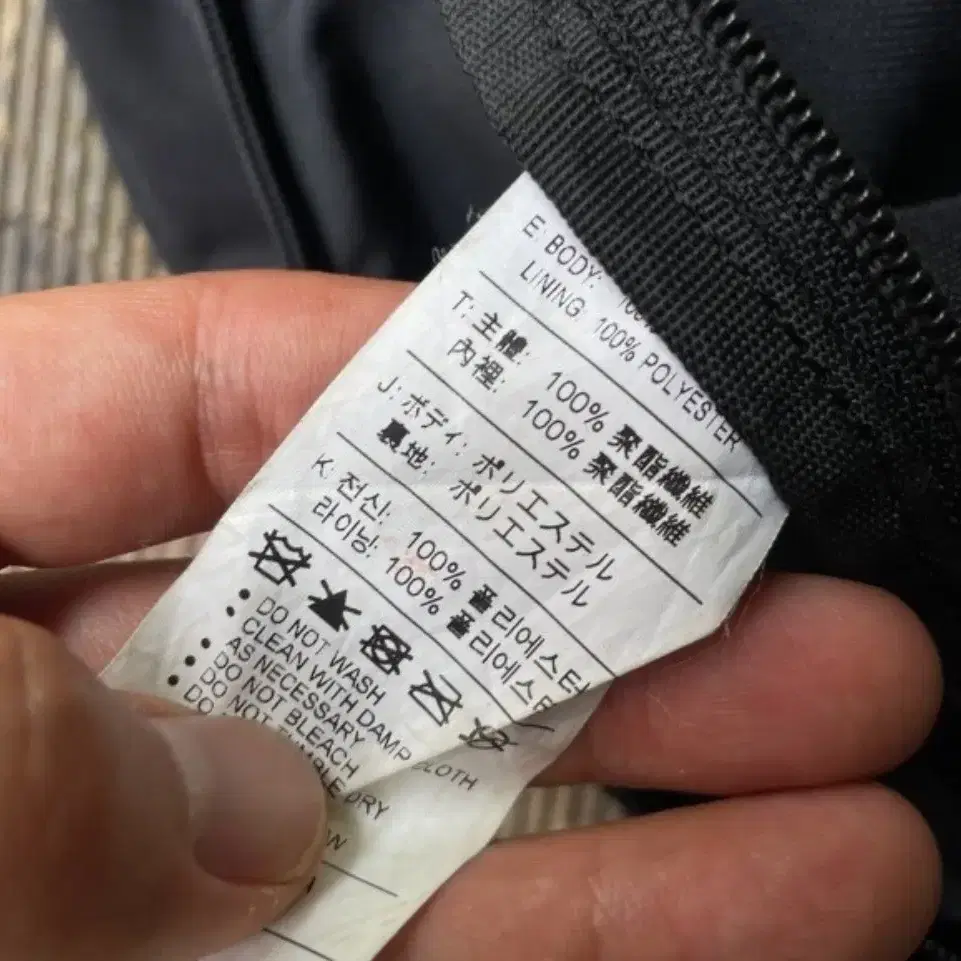 E: BODY:
LINING: 100% POLYESTER
T: 主體: 100% 聚酯纖維
內裡: 100% 聚酯纖維
J: ボディ: ポリエステル
裏地: ポリエステル
K: 전신: 100% 폴리에스터
라이닝: 100% 폴리에스터
• DO NOT WASH
• CLEAN WITH DAMP CLOTH
AS NECESSARY
• DO NOT BLEACH
• DO NOT TUMBLE DRY